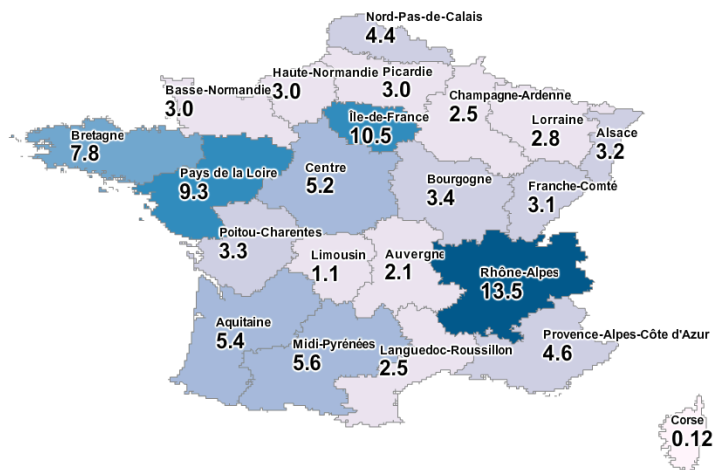 Nord-Pas-de-Calais
4.4
Haute-Normandie
3.0
Picardie
3.0
Basse-Normandie
3.0
Champagne-Ardenne
2.5
Île-de-France
10.5
Lorraine
2.8
Alsace
3.2
Bretagne
7.8
Pays de la Loire
9.3
Centre
5.2
Bourgogne
3.4
Franche-Comté
3.1
Poitou-Charentes
3.3
Limousin
1.1
Auvergne
2.1
Rhône-Alpes
13.5
Aquitaine
5.4
Midi-Pyrénées
5.6
Languedoc-Roussillon
2.5
Provence-Alpes-Côte d'Azur
4.6
Corse
0.12